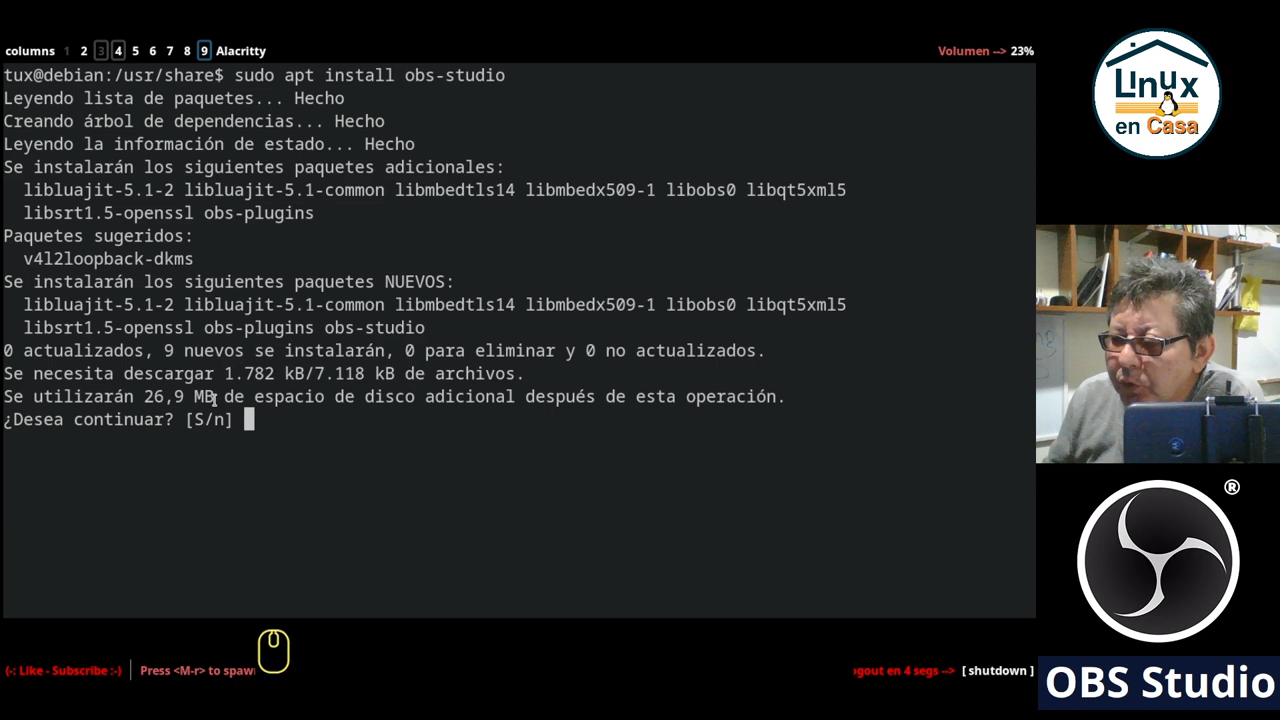 columns 1 2 3 4 5 6 7 8 9 Alacritty
Volumen --> 23%
tux@debian:/usr/share$ sudo apt install obs-studio
Leyendo lista de paquetes... Hecho
Creando árbol de dependencias... Hecho
Leyendo la información de estado... Hecho
Se instalarán los siguientes paquetes adicionales:
libluajit-5.1-2 libluajit-5.1-common libmbedtls14 libmbedx509-1 libobs0 libqt5xml5
libsrt1.5-openssl obs-plugins
Paquetes sugeridos:
v4l2loopback-dkms
Se instalarán los siguientes paquetes NUEVOS:
libluajit-5.1-2 libluajit-5.1-common libmbedtls14 libmbedx509-1 libobs0 libqt5xml5
libsrt1.5-openssl obs-plugins obs-studio
0 actualizados, 9 nuevos se instalarán, 0 para eliminar y 0 no actualizados.
Se necesita descargar 1.782 kB/7.118 kB de archivos.
Se utilizarán 26,9 MB de espacio de disco adicional después de esta operación.
¿Desea continuar? [S/n]
(-: Like - Subscribe :-) Press <M-r> to spaw
gout en 4 segs --> [ shutdown ]
Linux
en Casa
®
OBS Studio